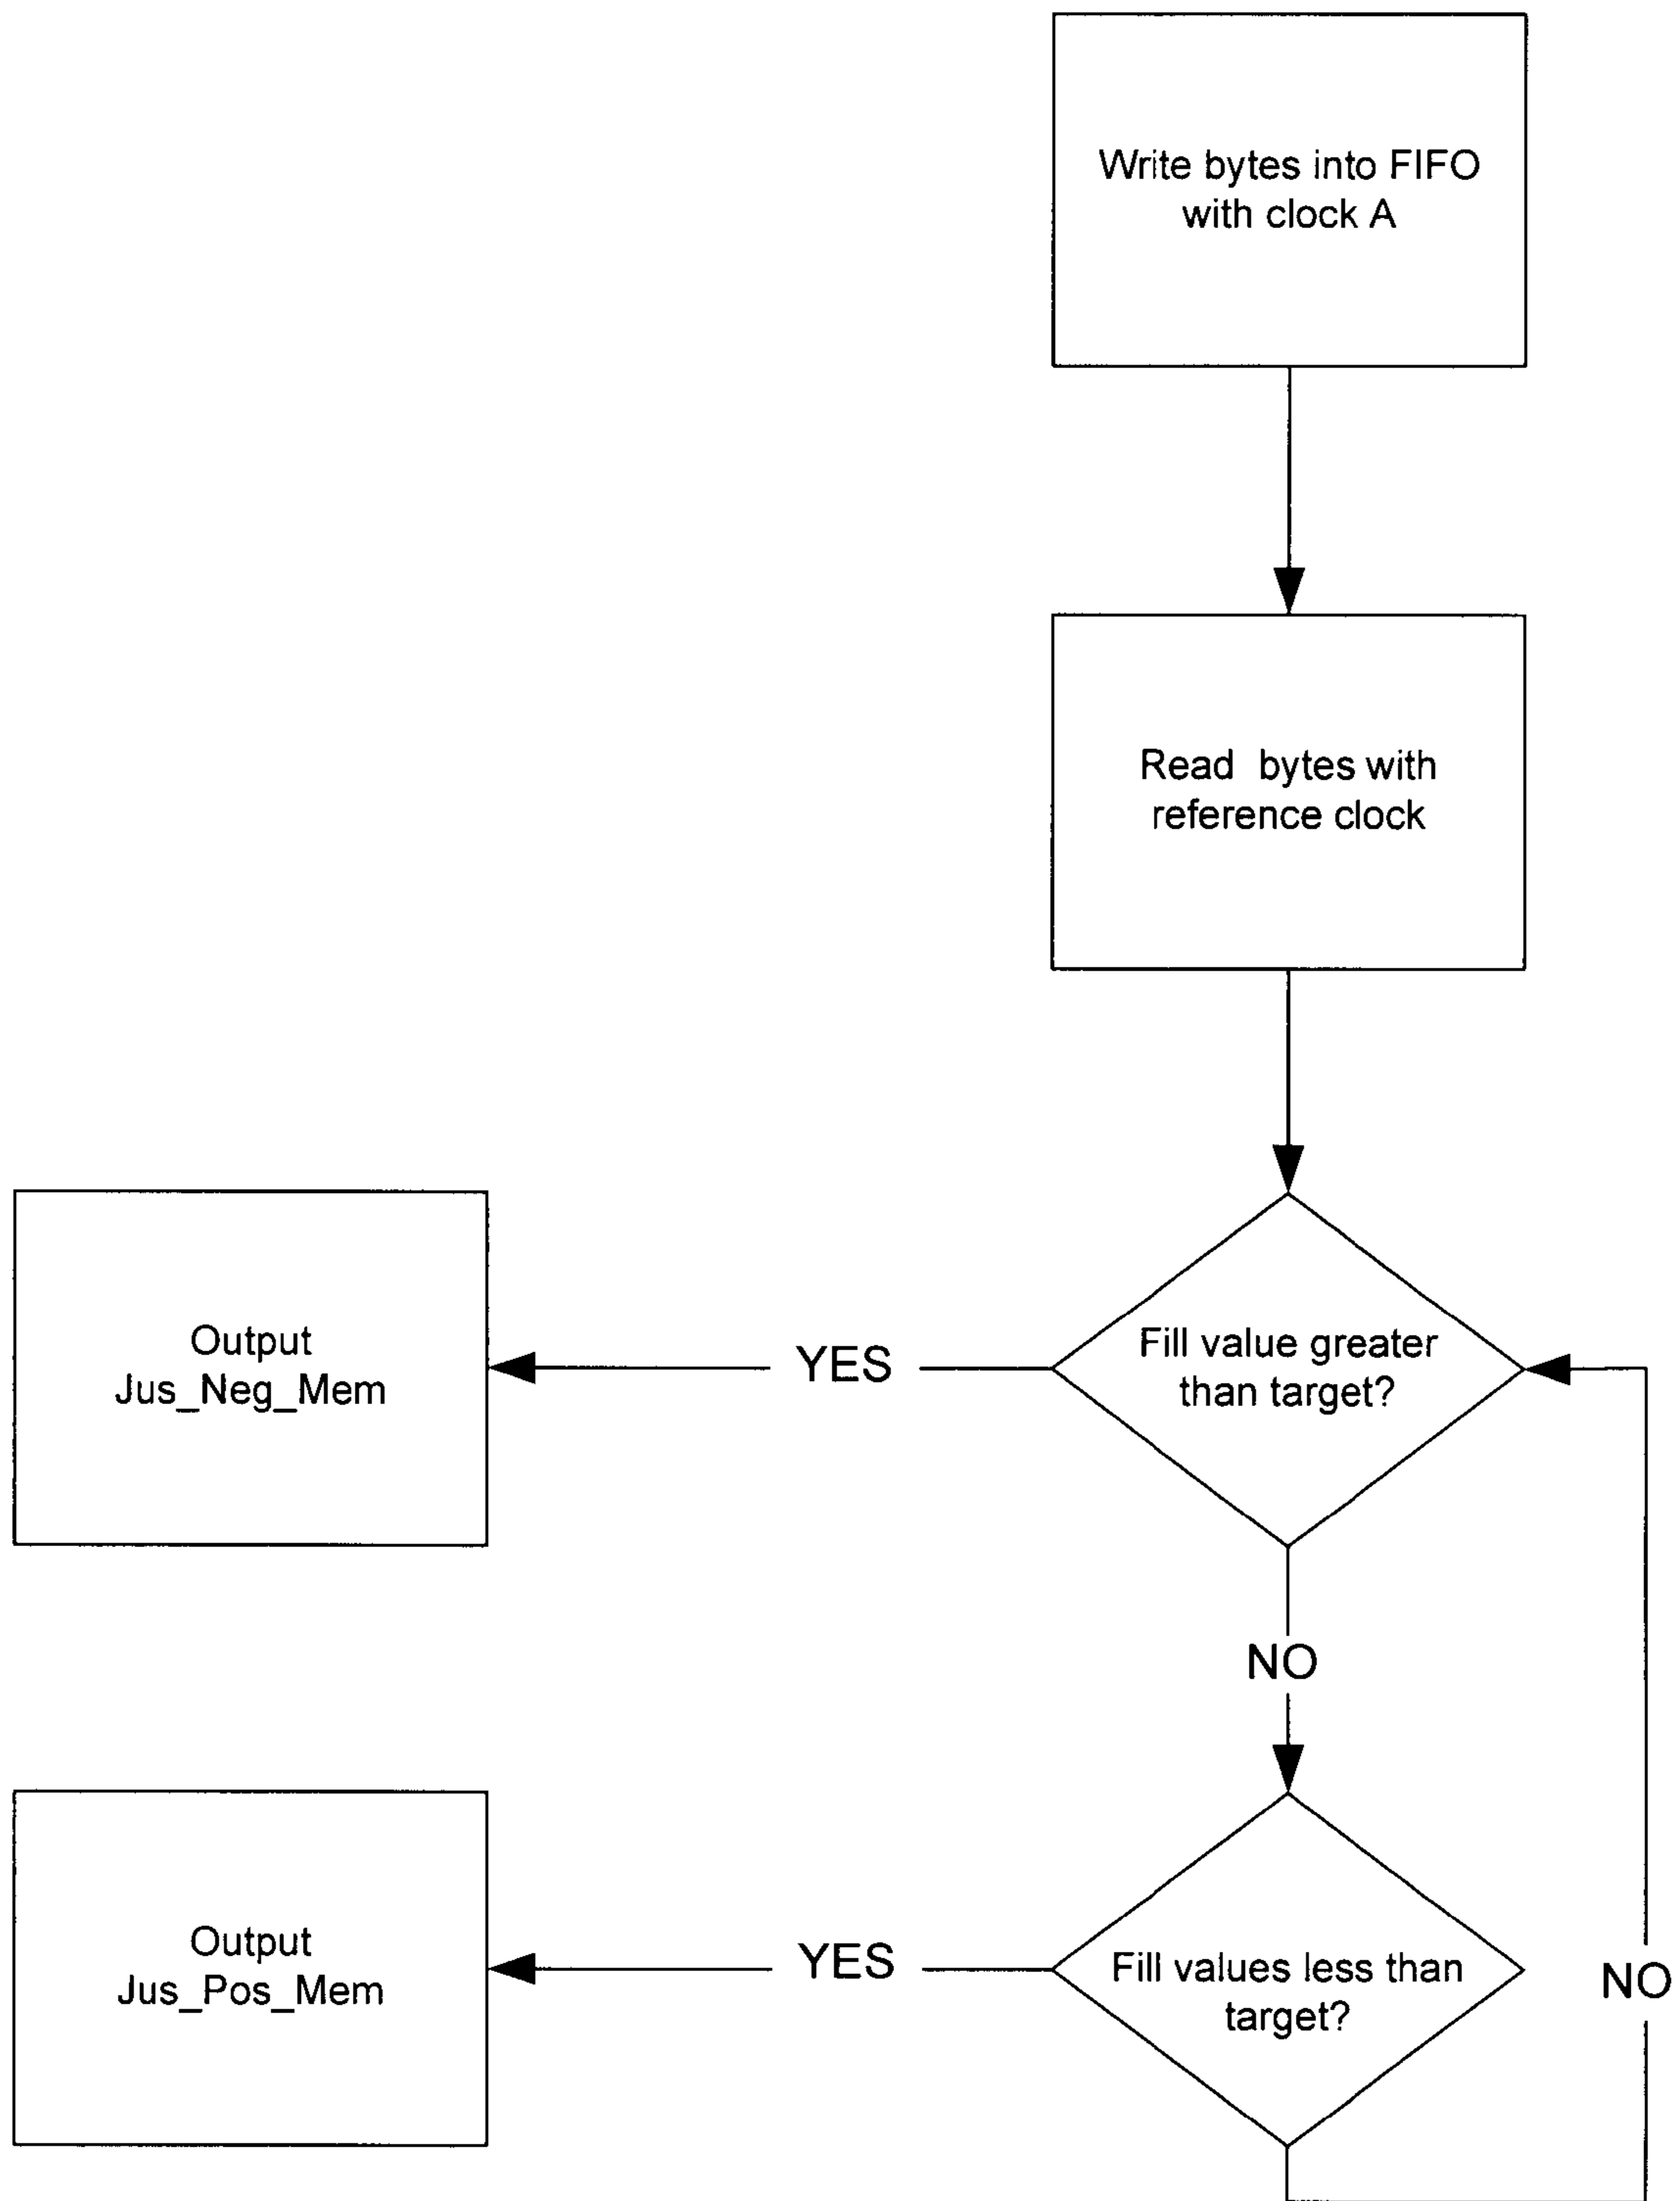 Write bytes into FIFO
with clock A
Read bytes with
reference clock
Fill value greater
than target?
YES
Output
Jus_Neg_Mem
NO
Fill values less than
target?
YES
Output
Jus_Pos_Mem
NO